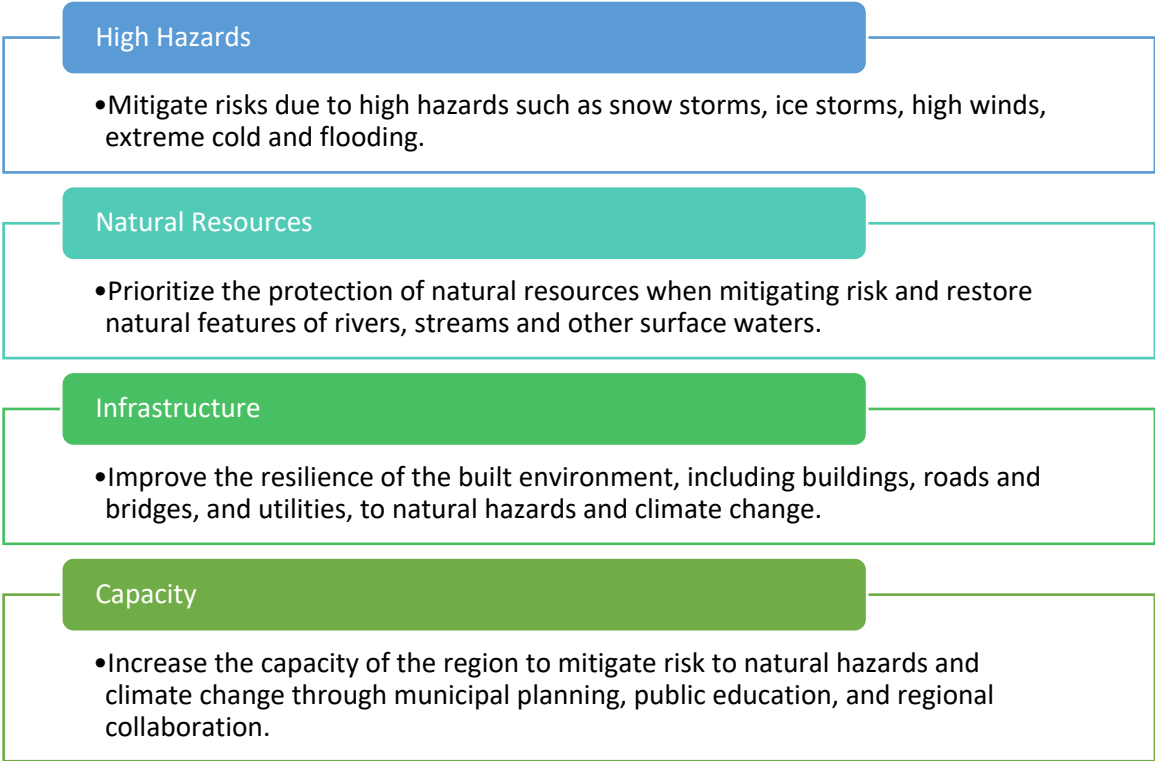 High Hazards
•Mitigate risks due to high hazards such as snow storms, ice storms, high winds,
extreme cold and flooding.
Natural Resources
•Prioritize the protection of natural resources when mitigating risk and restore
natural features of rivers, streams and other surface waters.
Infrastructure
•Improve the resilience of the built environment, including buildings, roads and
bridges, and utilities, to natural hazards and climate change.
Capacity
•Increase the capacity of the region to mitigate risk to natural hazards and
climate change through municipal planning, public education, and regional
collaboration.